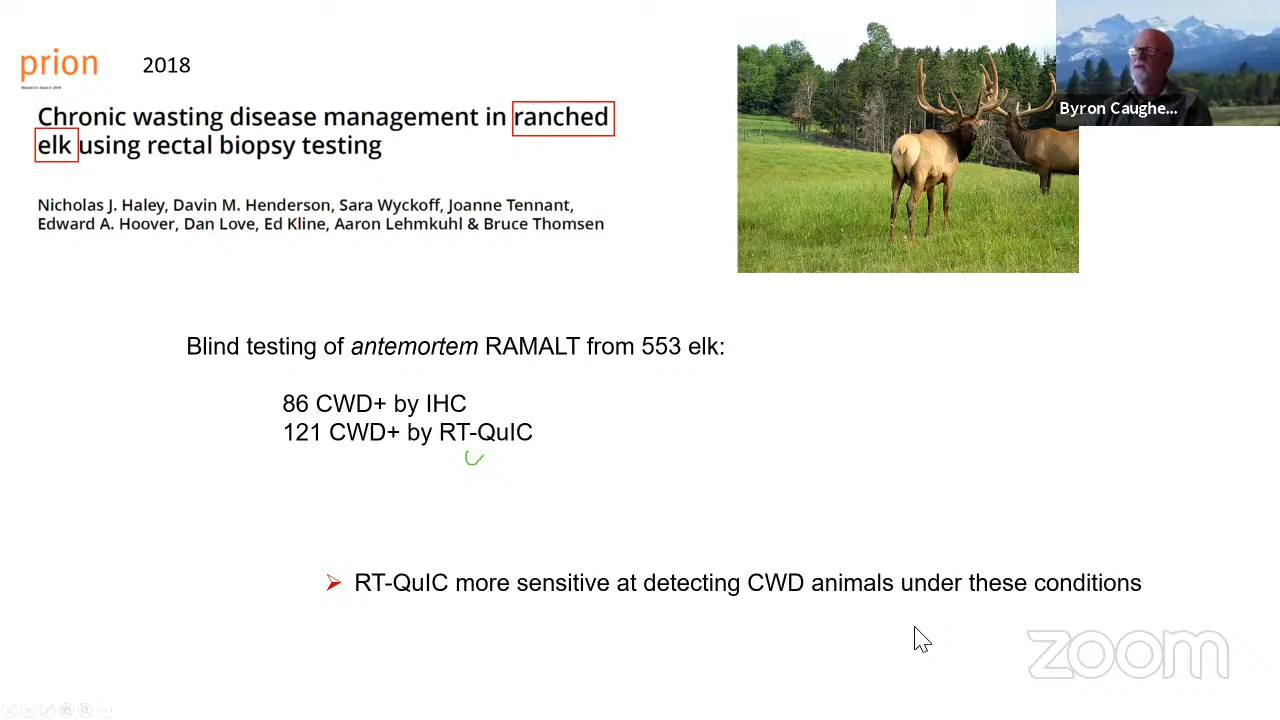 prion
2018
Chronic wasting disease management in ranched
elk using rectal biopsy testing
Nicholas J. Haley, Davin M. Henderson, Sara Wyckoff, Joanne Tennant,
Edward A. Hoover, Dan Love, Ed Kline, Aaron Lehmkuhl & Bruce Thomsen
Byron Caughe...
Blind testing of antemortem RAMALT from 553 elk:
86 CWD+ by IHC
121 CWD+ by RT-QuIC
➢ RT-QuIC more sensitive at detecting CWD animals under these conditions
zoom